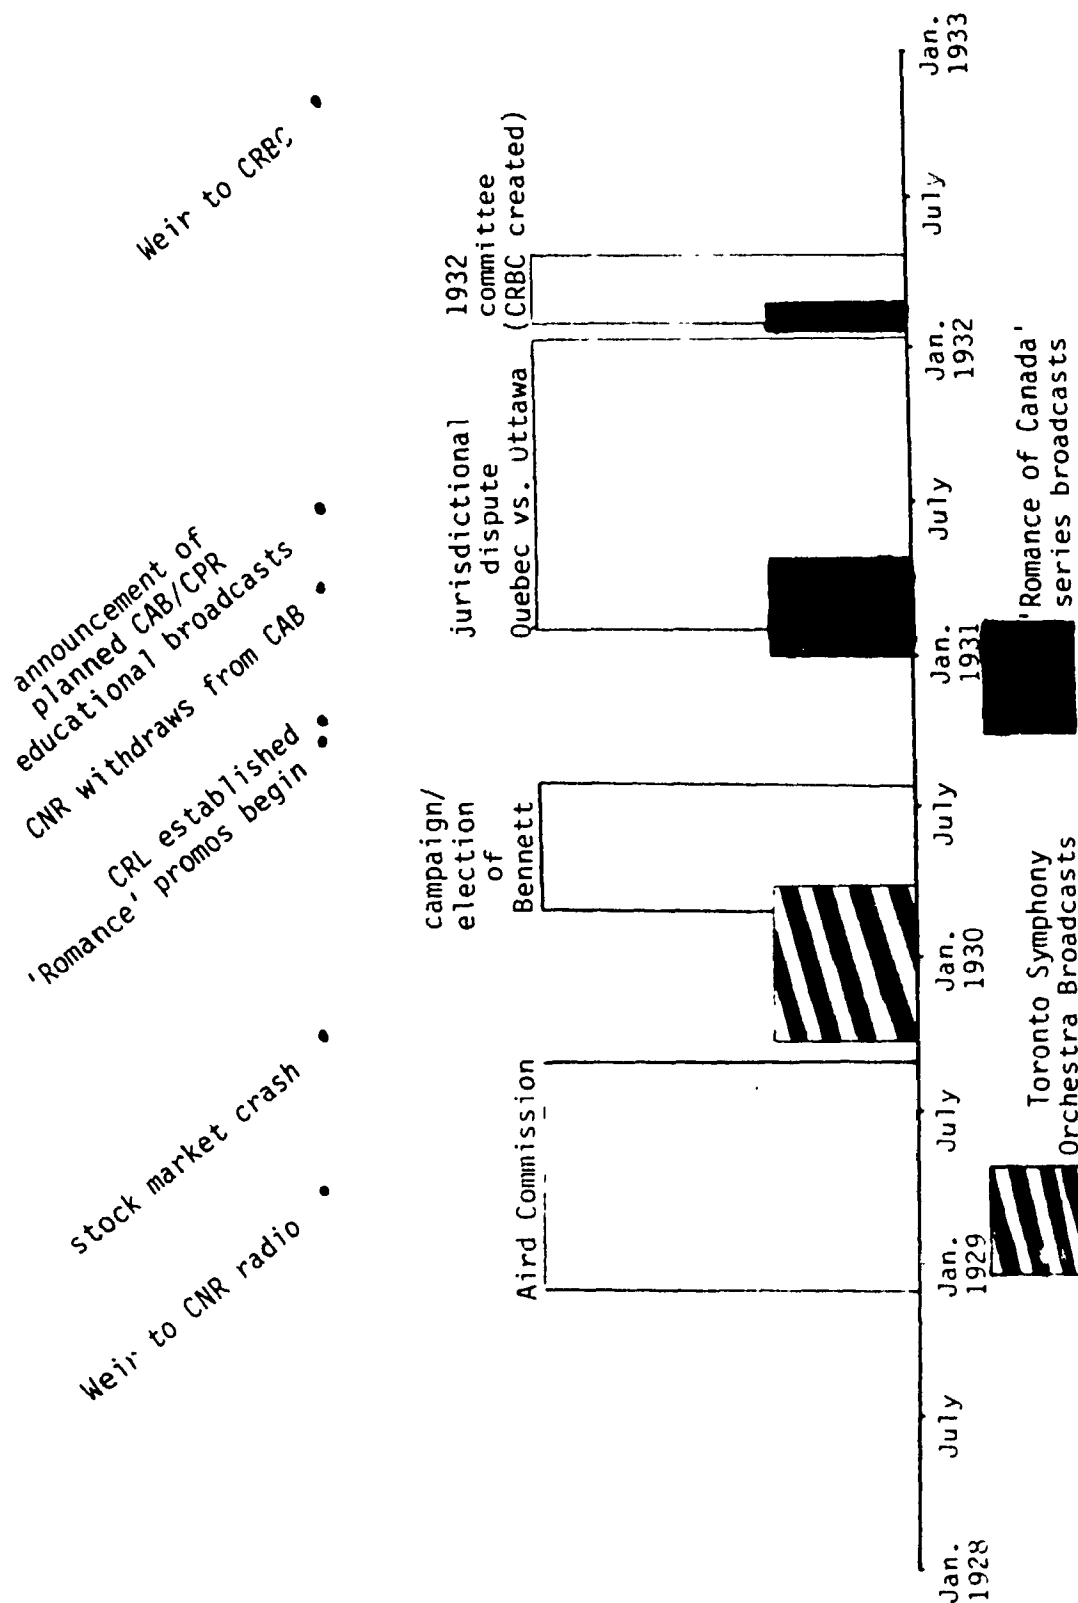 Weir to CNR radio
stock market crash
'Romance' promos begin
CRL established
CNR withdraws from CAB
announcement of
planned CAB/CPR
educational broadcasts
Weir to CRBC
Aird Commission
campaign/
election
of
Bennett
jurisdictional
dispute
Quebec vs. Ottawa
1932
committee
(CRBC created)
Jan.
1928
July
Jan.
1929
July
Jan.
1930
July
Jan.
1931
July
Jan.
1932
July
Jan.
1933
Toronto Symphony
Orchestra Broadcasts
'Romance of Canada'
series broadcasts